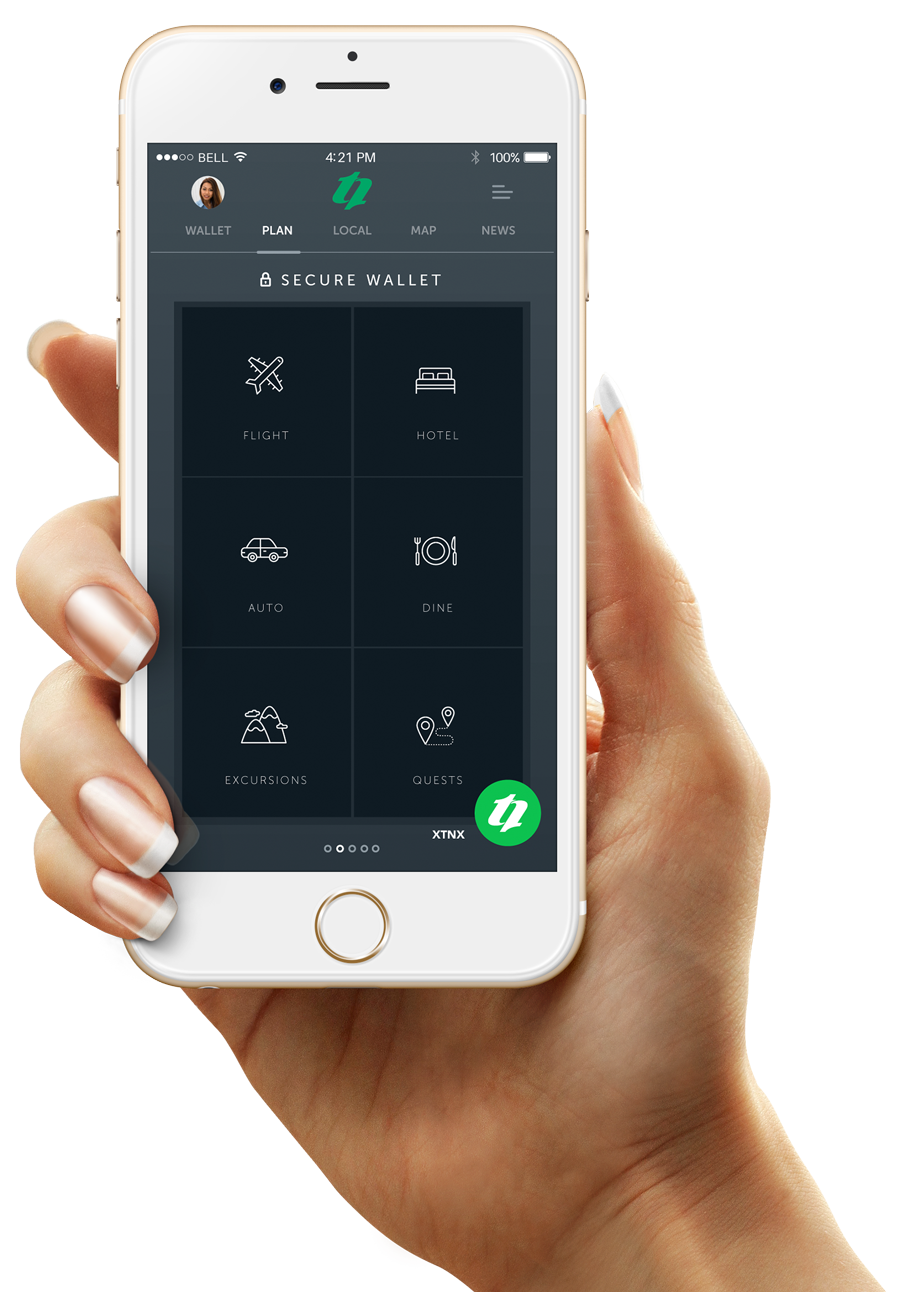 BELL 4:21 PM 100%
WALLET PLAN LOCAL MAP NEWS
SECURE WALLET
FLIGHT HOTEL
AUTO DINE
EXCURSIONS QUESTS
XTNX